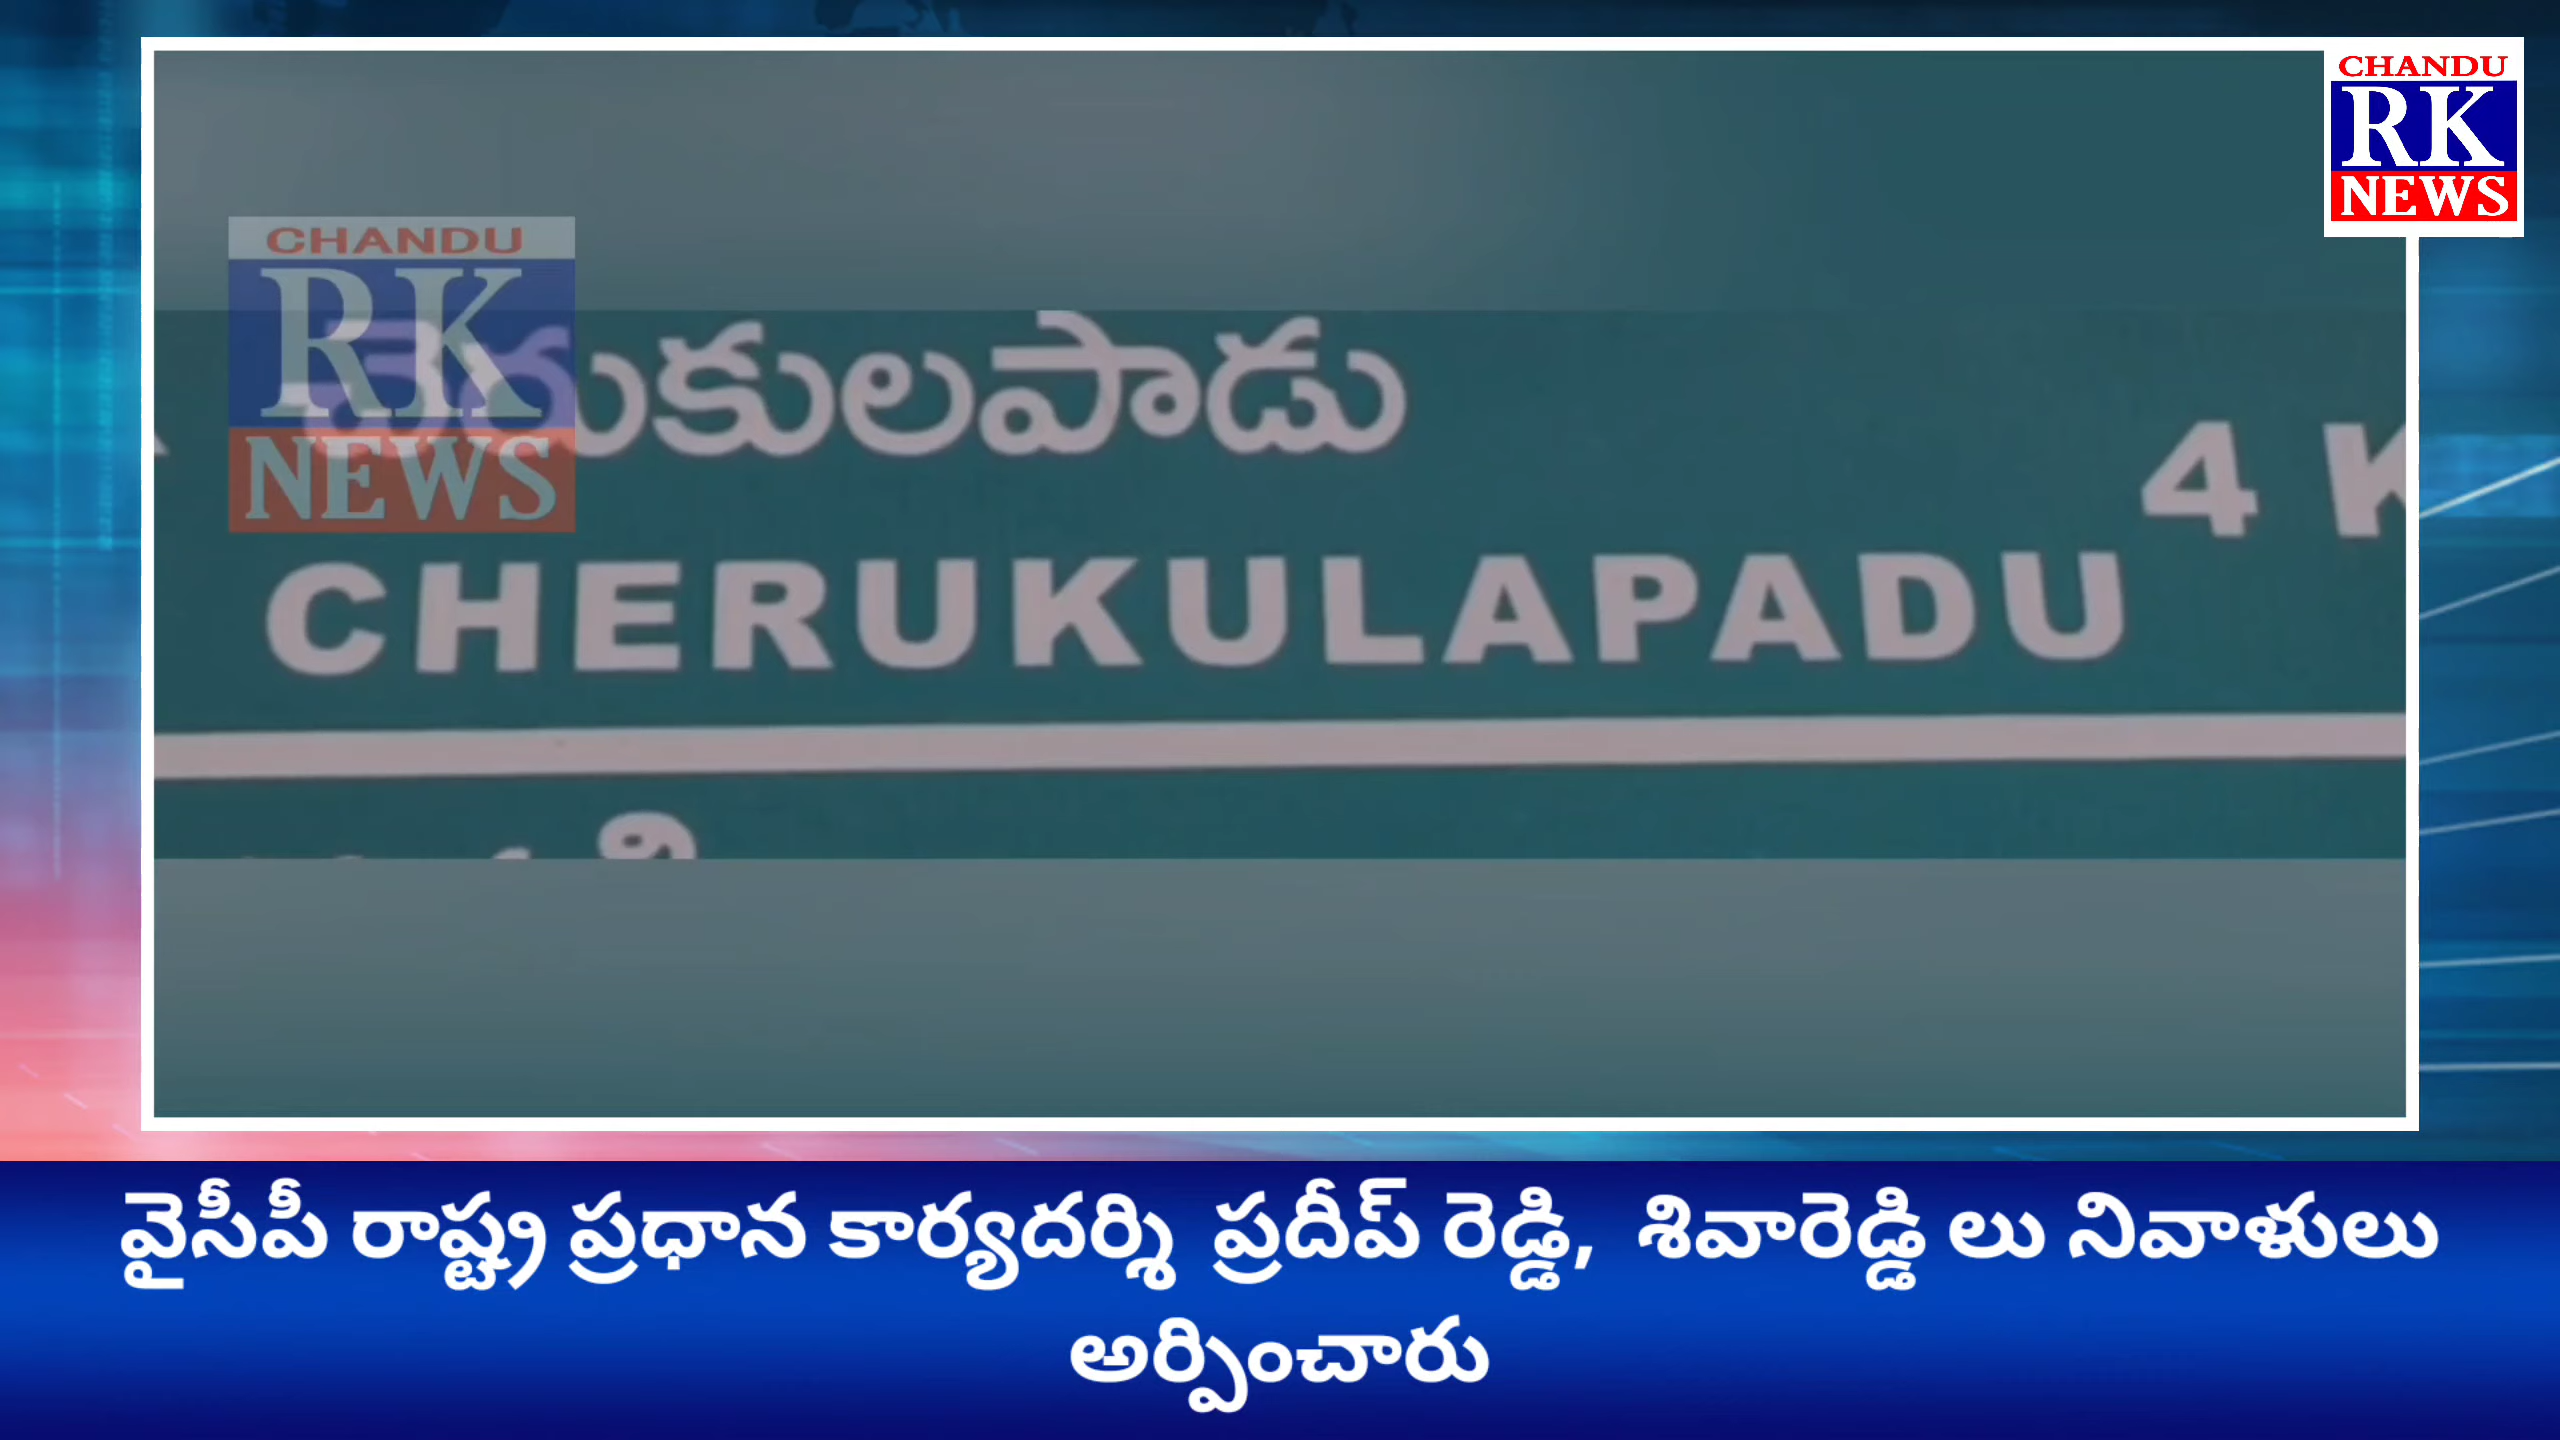 CHANDU
RK
NEWS
CHANDU
RK
NEWS
చెరుకులపాడు
4 K
CHERUKULAPADU
వైసీపీ రాష్ట్ర ప్రధాన కార్యదర్శి ప్రదీప్ రెడ్డి, శివారెడ్డి లు నివాళులు
అర్పించారు